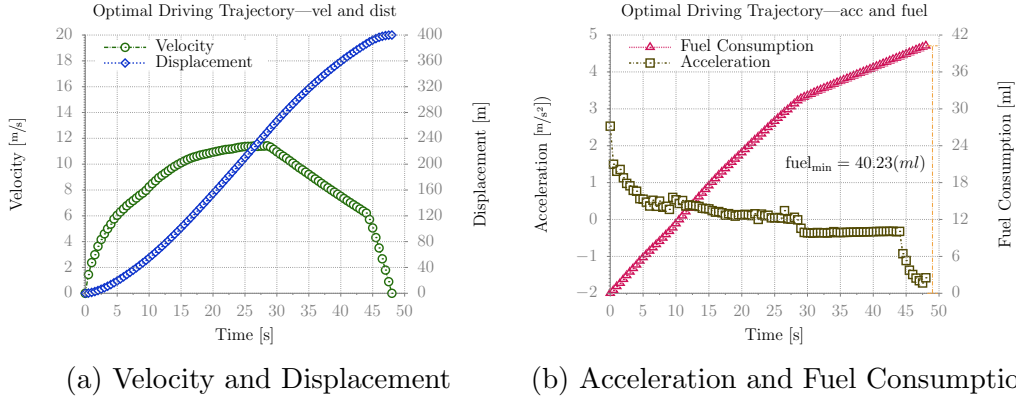 Optimal Driving Trajectory—vel and dist
Velocity
Displacement
20
18
16
14
12
10
8
6
4
2
0
Velocity [m/s]
400
360
320
280
240
200
160
120
80
40
0
Displacement [m]
0 5 10 15 20 25 30 35 40 45 50
Time [s]
(a) Velocity and Displacement
Optimal Driving Trajectory—acc and fuel
Fuel Consumption
Acceleration
5
4
3
2
1
0
−1
−2
Acceleration [m/s²])
42
36
30
24
18
12
6
0
Fuel Consumption [ml]
fuelmin = 40.23(ml)
0 5 10 15 20 25 30 35 40 45 50
Time [s]
(b) Acceleration and Fuel Consumptio